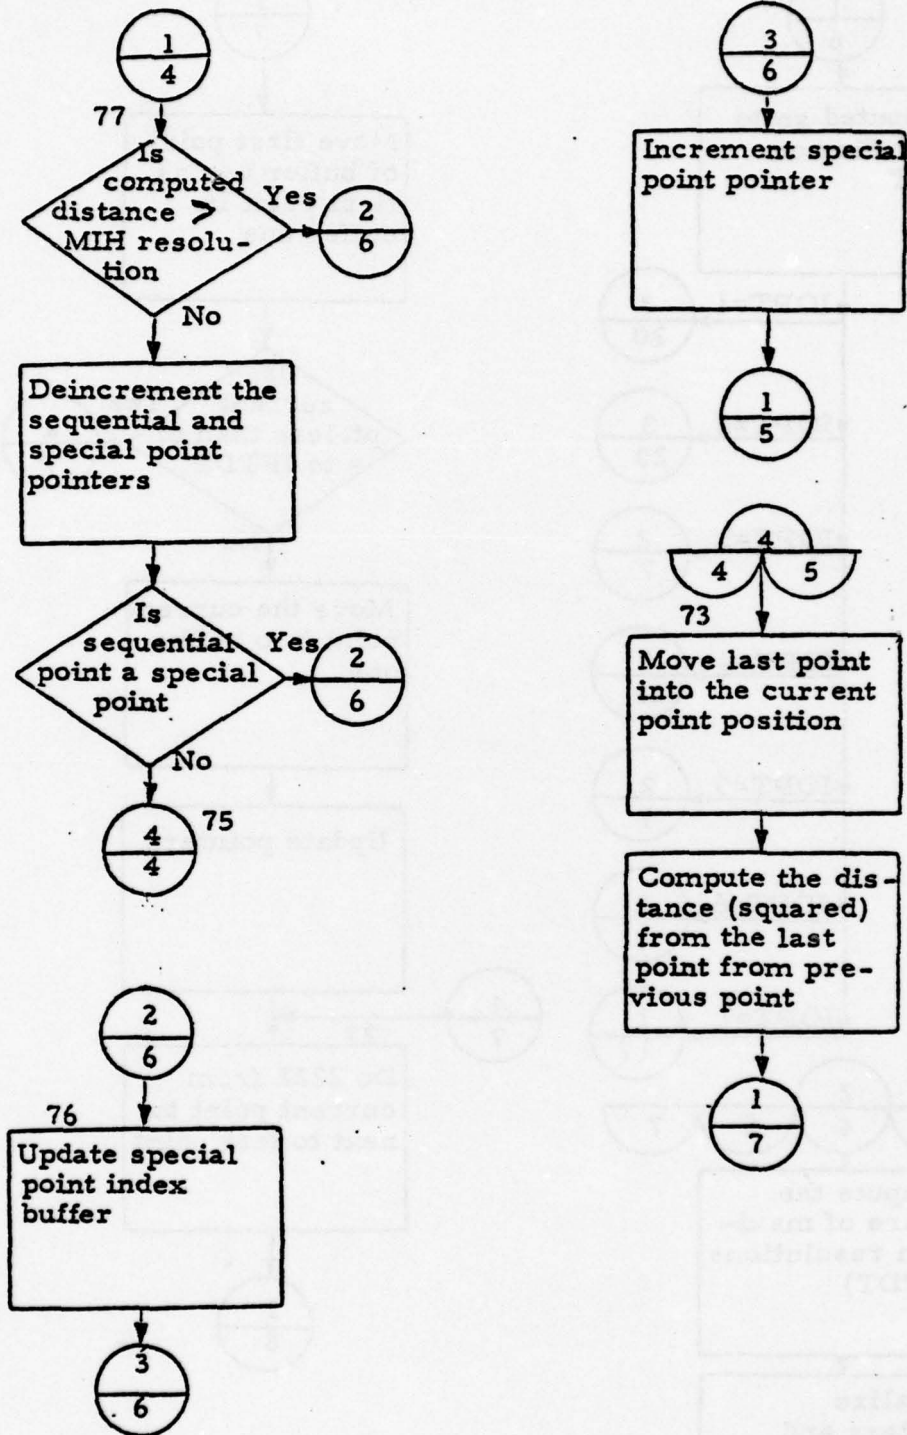 1
4
77
Is
computed
distance >
MIH resolu-
tion
Yes
2
6
No
Deincrement the
sequential and
special point
pointers
Is
sequential
point a special
point
Yes
2
6
No
4
4
75
2
6
76
Update special
point index
buffer
3
6
3
6
Increment special
point pointer
1
5
4
4
5
73
Move last point
into the current
point position
Compute the dis-
tance (squared)
from the last
point from pre-
vious point
1
7